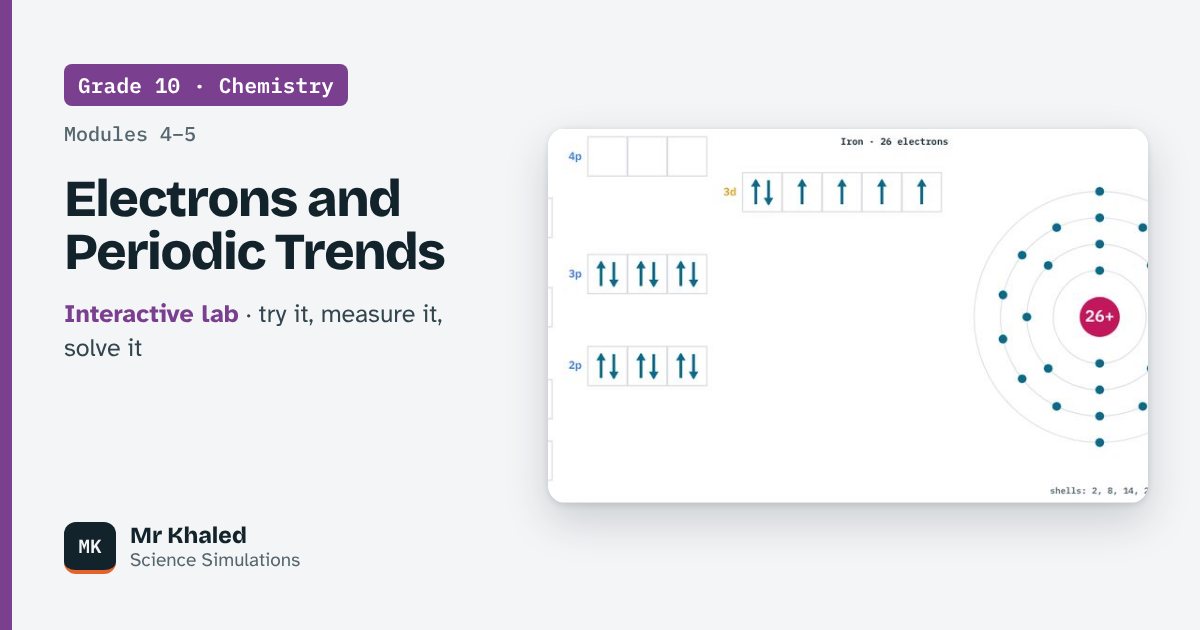 Grade 10 · Chemistry
Modules 4–5
Electrons and
Periodic Trends
Interactive lab · try it, measure it,
solve it
MK
Mr Khaled
Science Simulations
4p
Iron · 26 electrons
3d
3p
26+
2p
shells: 2, 8, 14,